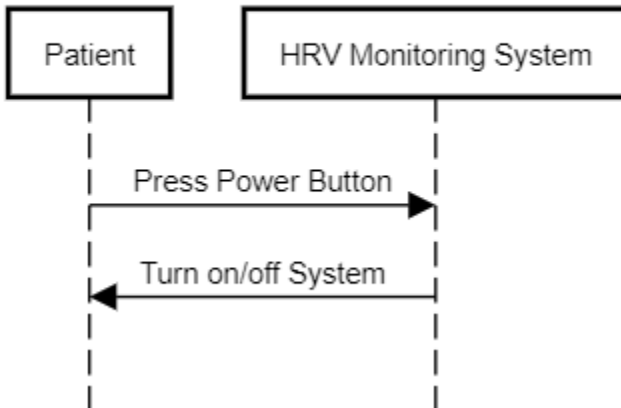 Patient
HRV Monitoring System
Press Power Button
Turn on/off System